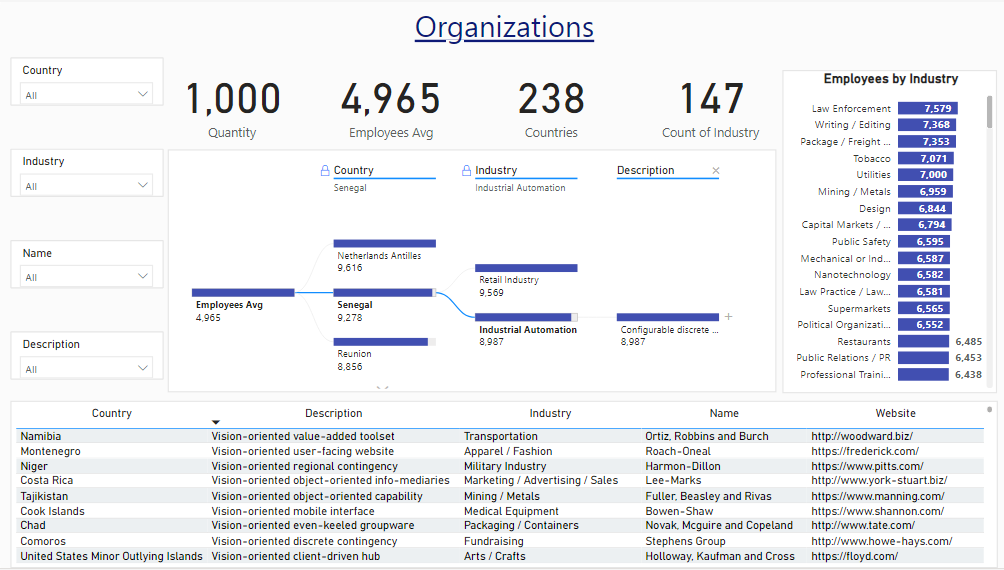 Organizations
Country
All
Industry
All
Name
All
Description
All
1,000
Quantity
4,965
Employees Avg
238
Countries
147
Count of Industry
Country
Senegal
Industry
Industrial Automation
Description
Employees Avg
4,965
Netherlands Antilles
9,616
Senegal
9,278
Reunion
8,856
Retail Industry
9,569
Industrial Automation
8,987
Configurable discrete ...
8,987
Employees by Industry
Law Enforcement 7,579
Writing / Editing 7,368
Package / Freight ... 7,353
Tobacco 7,071
Utilities 7,000
Mining / Metals 6,959
Design 6,844
Capital Markets / ... 6,794
Public Safety 6,595
Mechanical or Ind... 6,587
Nanotechnology 6,582
Law Practice / Law... 6,581
Supermarkets 6,565
Political Organizati... 6,552
Restaurants 6,485
Public Relations / PR 6,453
Professional Traini... 6,438
Country Description Industry Name Website
Namibia Vision-oriented value-added toolset Transportation Ortiz, Robbins and Burch http://woodward.biz/
Montenegro Vision-oriented user-facing website Apparel / Fashion Roach-Oneal https://frederick.com/
Niger Vision-oriented regional contingency Military Industry Harmon-Dillon https://www.pitts.com/
Costa Rica Vision-oriented object-oriented info-mediaries Marketing / Advertising / Sales Lee-Marks http://www.york-stuart.biz/
Tajikistan Vision-oriented object-oriented capability Mining / Metals Fuller, Beasley and Rivas https://www.manning.com/
Cook Islands Vision-oriented mobile interface Medical Equipment Bowen-Shaw https://www.shannon.com/
Chad Vision-oriented even-keeled groupware Packaging / Containers Novak, Mcguire and Copeland http://www.tate.com/
Comoros Vision-oriented discrete contingency Fundraising Stephens Group http://www.howe-hays.com/
United States Minor Outlying Islands Vision-oriented client-driven hub Arts / Crafts Holloway, Kaufman and Cross https://floyd.com/